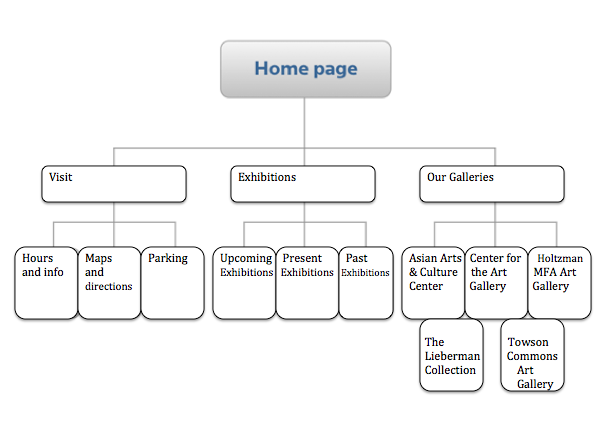 Home page
Visit
Exhibitions
Our Galleries
Hours
and info
Maps
and
directions
Parking
Upcoming
Exhibitions
Present
Exhibitions
Past
Exhibitions
Asian Arts
& Culture
Center
Center for
the Art
Gallery
Holtzman
MFA Art
Gallery
The
Lieberman
Collection
Towson
Commons
Art
Gallery